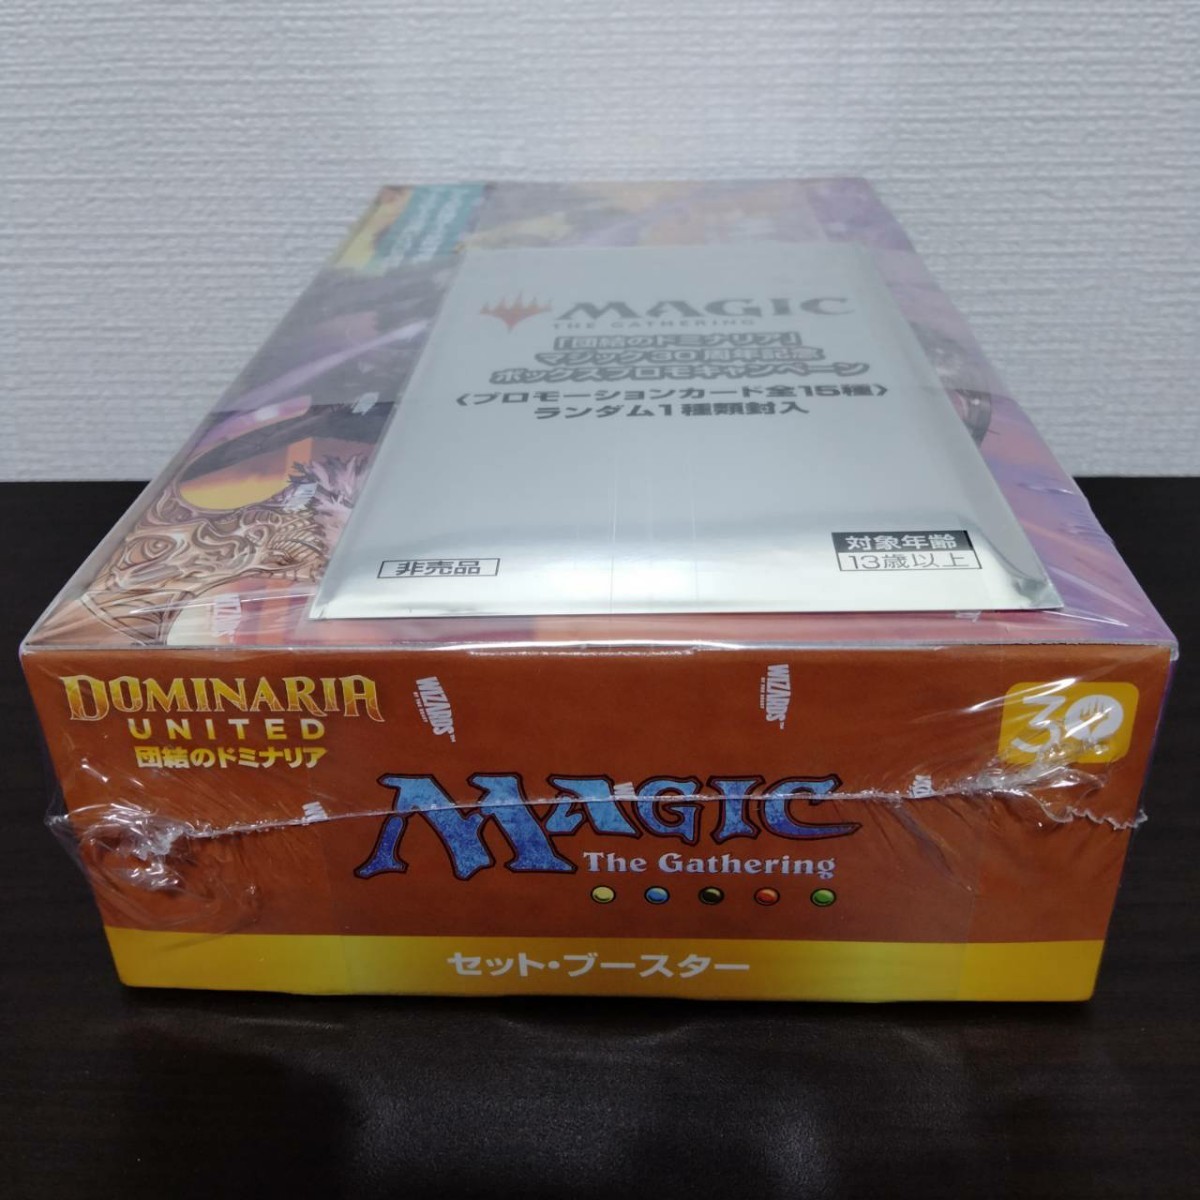 MAGIC
THE GATHERING
「団結のドミナリア」
マジック30周年記念
ボックスプロモキャンペーン
《プロモーションカード全15種》
ランダム1種類封入
非売品
対象年齢
13歳以上
DOMINARIA
UNITED
団結のドミナリア
WIZARDS
WIZARDS
30
MAGIC
The Gathering
セット・ブースター